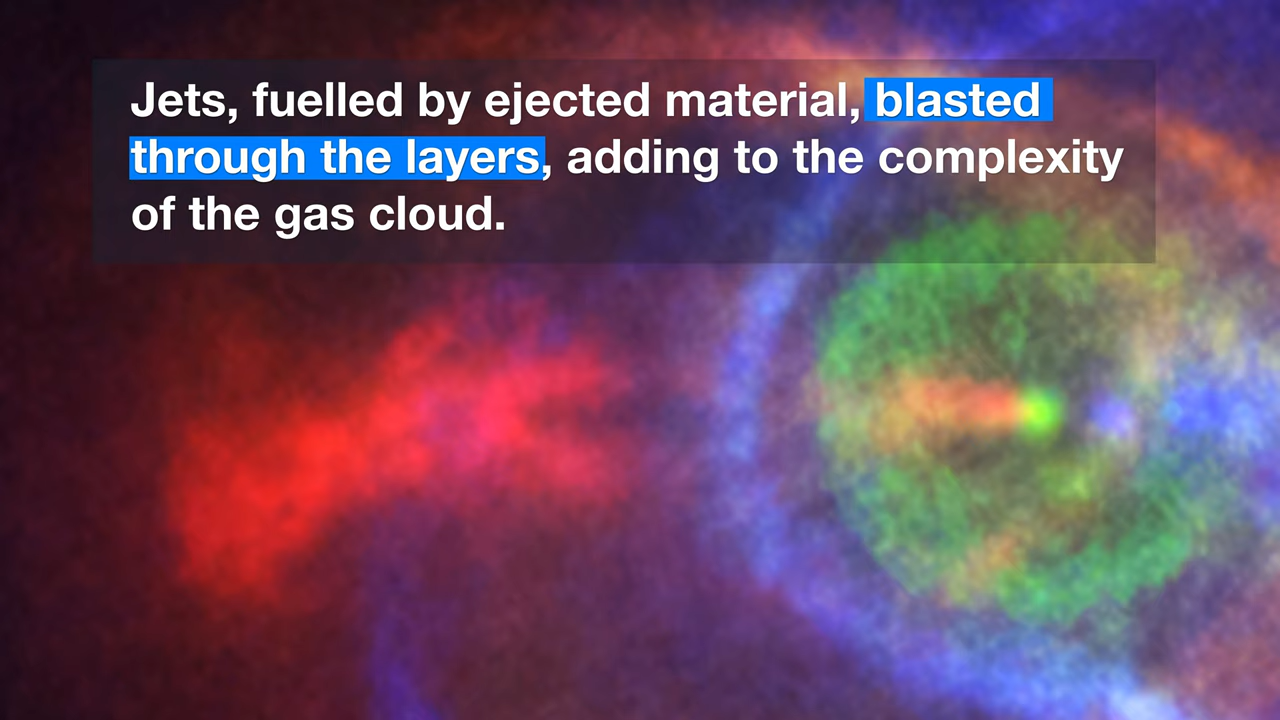 Jets, fuelled by ejected material, blasted
through the layers, adding to the complexity
of the gas cloud.